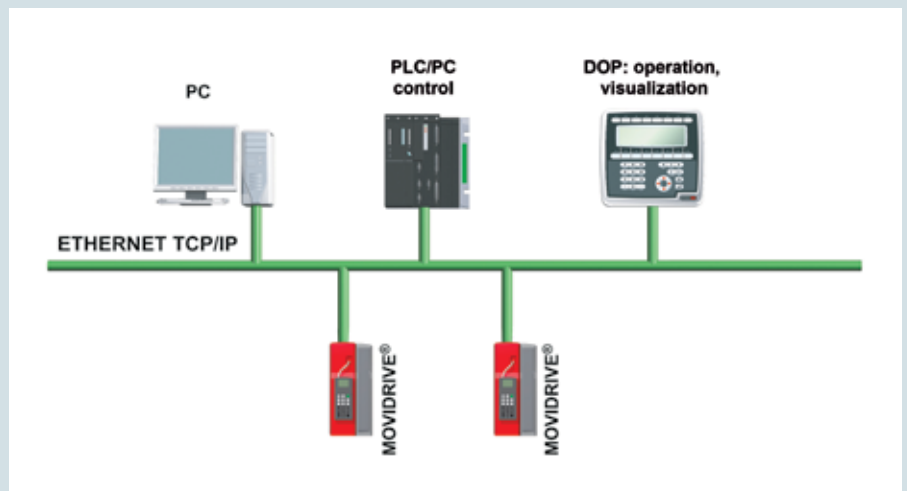 PC
PLC/PC
control
DOP: operation,
visualization
ETHERNET TCP/IP
MOVIDRIVE®
MOVIDRIVE®